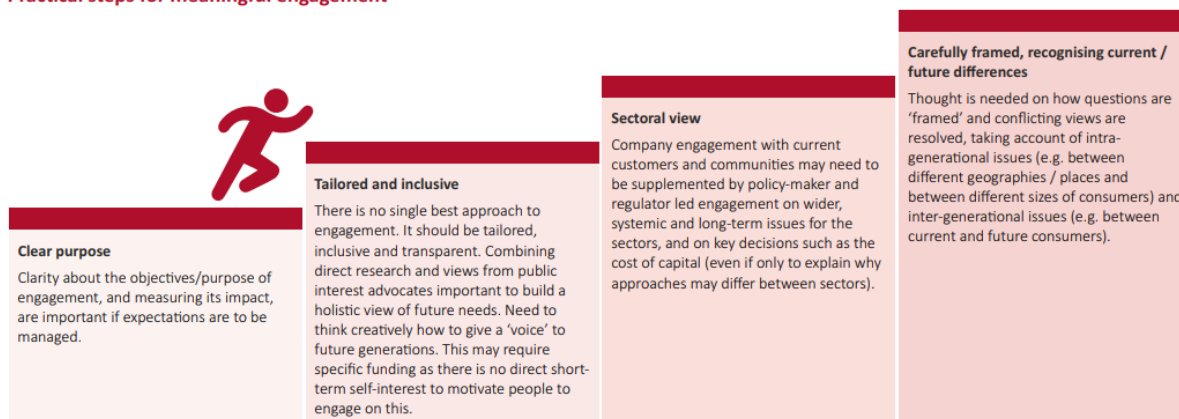 Practical steps for meaningful engagement
Clear purpose
Clarity about the objectives/purpose of
engagement, and measuring its impact,
are important if expectations are to be
managed.
Tailored and inclusive
There is no single best approach to
engagement. It should be tailored,
inclusive and transparent. Combining
direct research and views from public
interest advocates important to build a
holistic view of future needs. Need to
think creatively how to give a ‘voice’ to
future generations. This may require
specific funding as there is no direct short-
term self-interest to motivate people to
engage on this.
Sectoral view
Company engagement with current
customers and communities may need to
be supplemented by policy-maker and
regulator led engagement on wider,
systemic and long-term issues for the
sectors, and on key decisions such as the
cost of capital (even if only to explain why
approaches may differ between sectors).
Carefully framed, recognising current /
future differences
Thought is needed on how questions are
‘framed’ and conflicting views are
resolved, taking account of intra-
generational issues (e.g. between
different geographies / places and
between different sizes of consumers) and
inter-generational issues (e.g. between
current and future consumers).